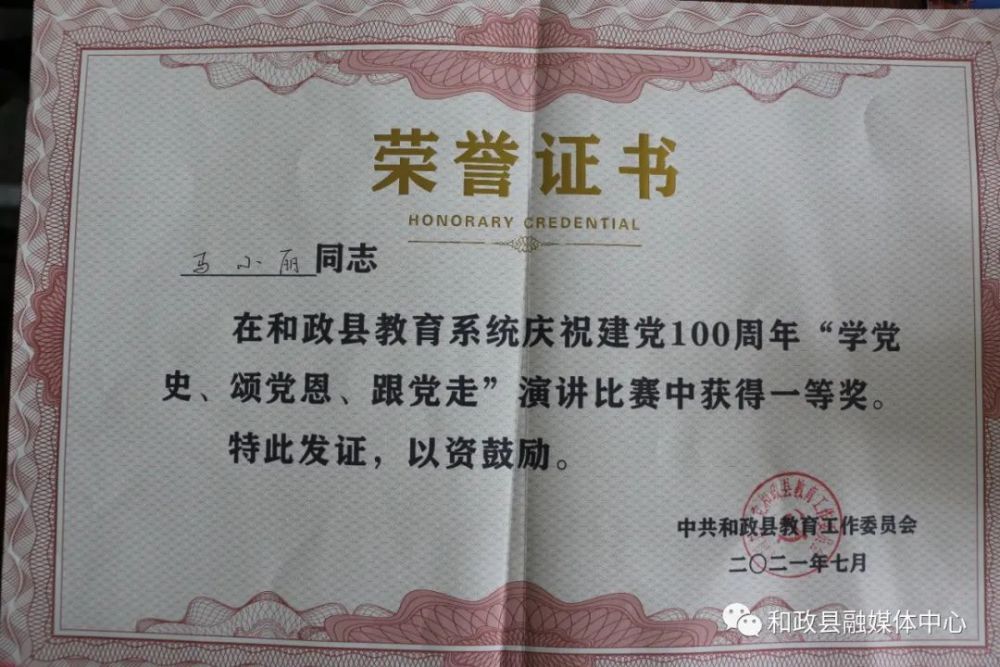 荣誉证书
HONORARY CREDENTIAL
马小丽同志
在和政县教育系统庆祝建党100周年“学党
史、颂党恩、跟党走”演讲比赛中获得一等奖。
特此发证，以资鼓励。
中共和政县教育工作委员会
二〇二一年七月
和政县融媒体中心